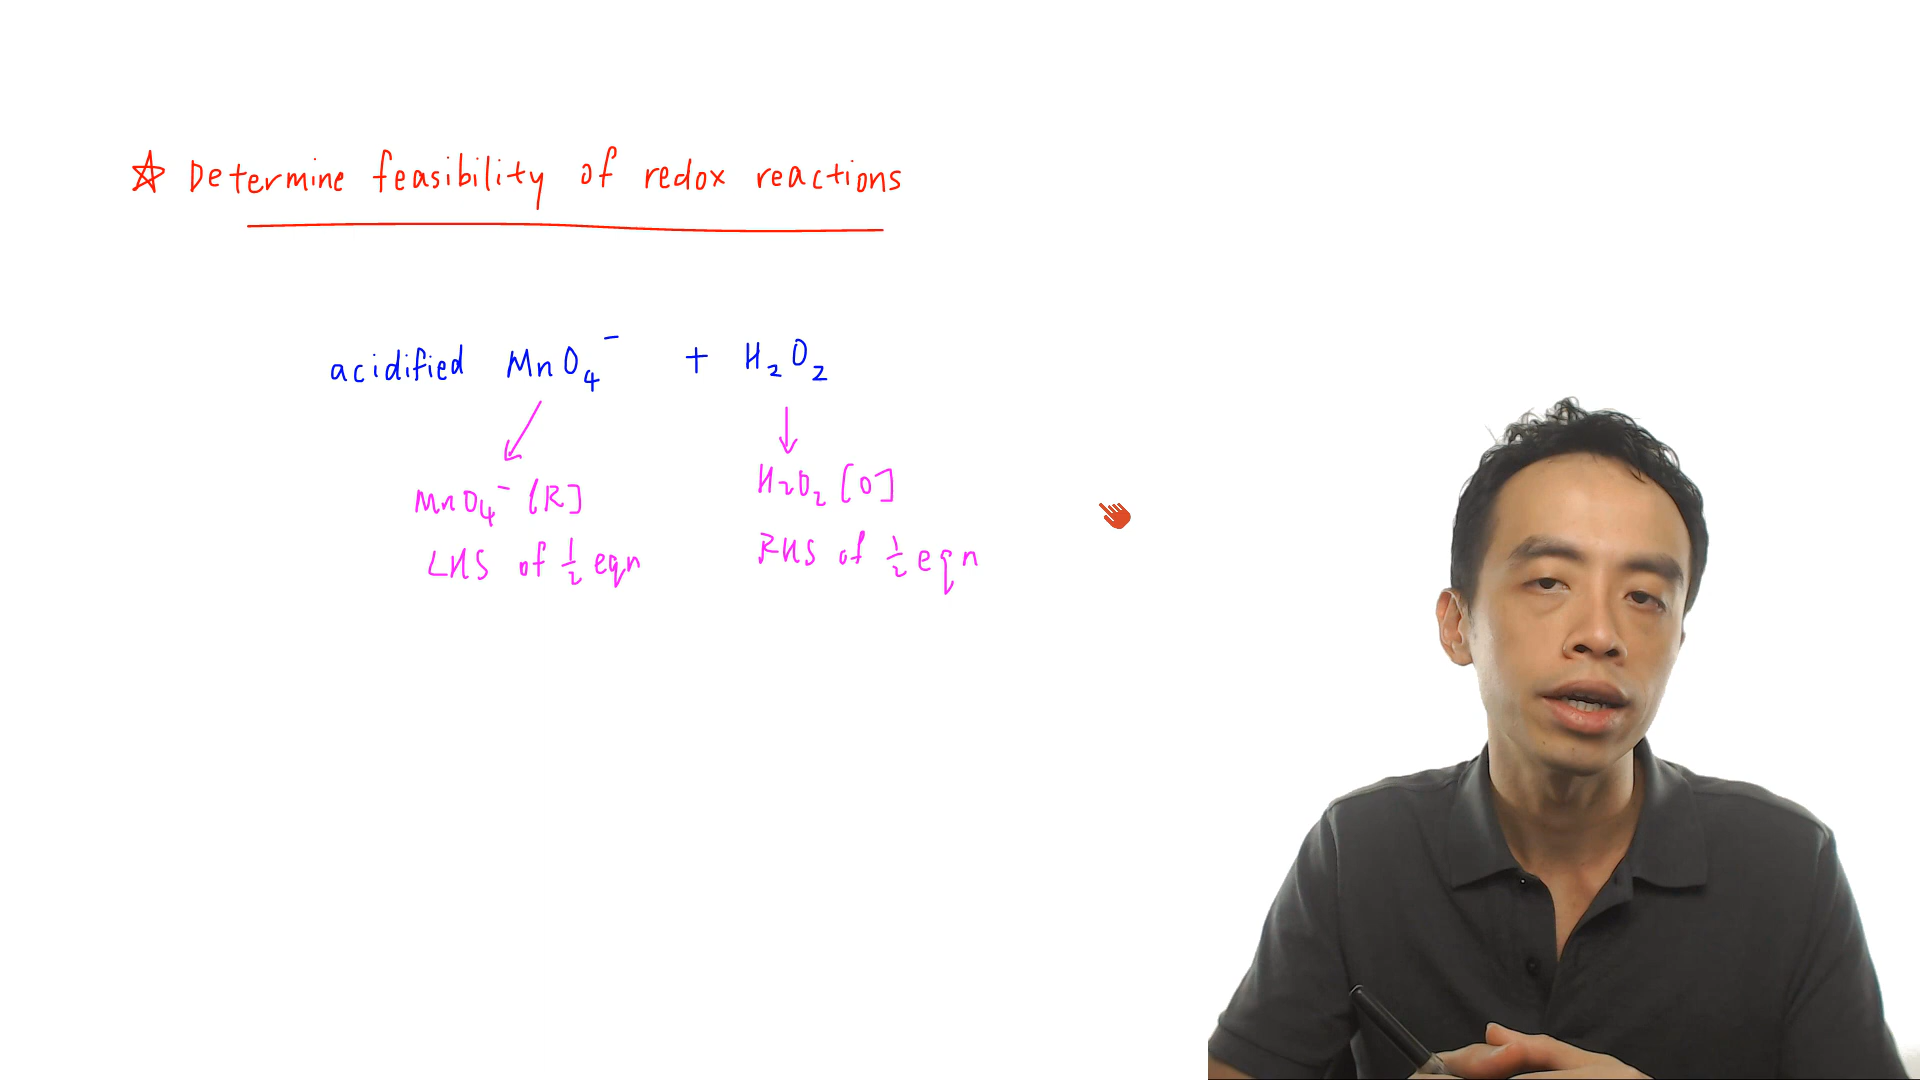 ☆ Determine feasibility of redox reactions
acidified MnO₄⁻ + H₂O₂
MnO₄⁻ [R] H₂O₂ [O]
LHS of ½ eqn RHS of ½ eqn